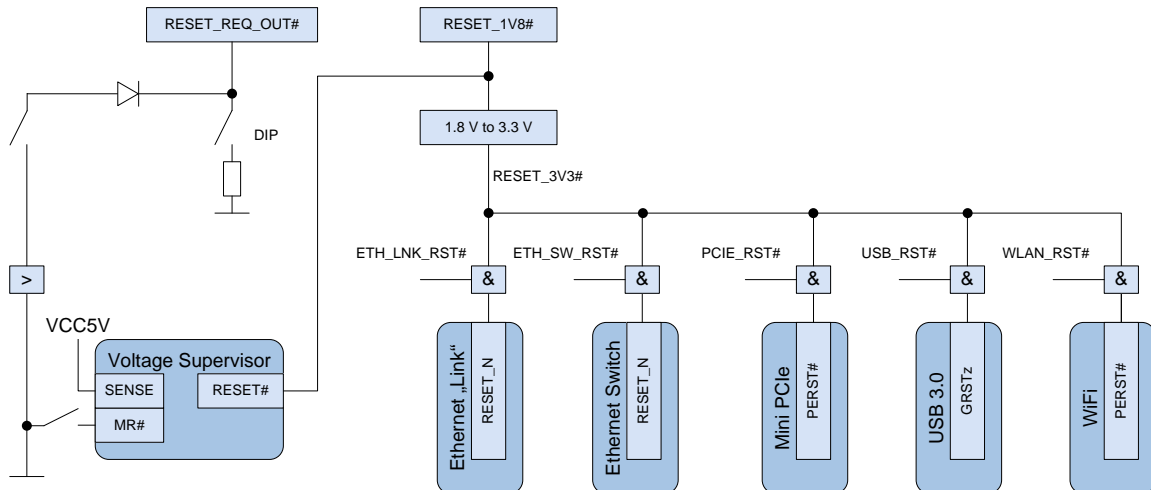 RESET_REQ_OUT#
RESET_1V8#
DIP
1.8 V to 3.3 V
RESET_3V3#
ETH_LNK_RST#
ETH_SW_RST#
PCIE_RST#
USB_RST#
WLAN_RST#
>
&
&
&
&
&
VCC5V
Voltage Supervisor
SENSE
RESET#
MR#
Ethernet „Link“
RESET_N
Ethernet Switch
RESET_N
Mini PCIe
PERST#
USB 3.0
GRSTz
WiFi
PERST#